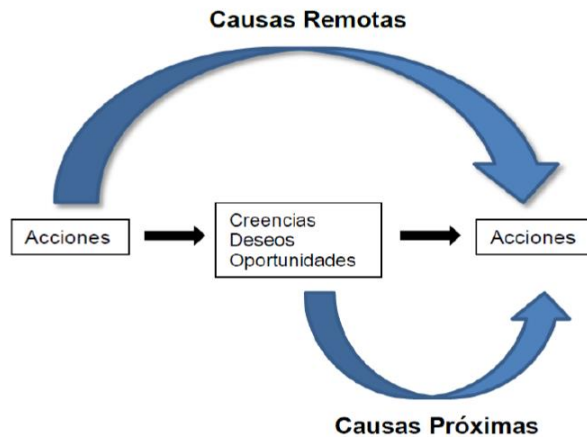 Causas Remotas
Acciones
Creencias
Deseos
Oportunidades
Acciones
Causas Próximas